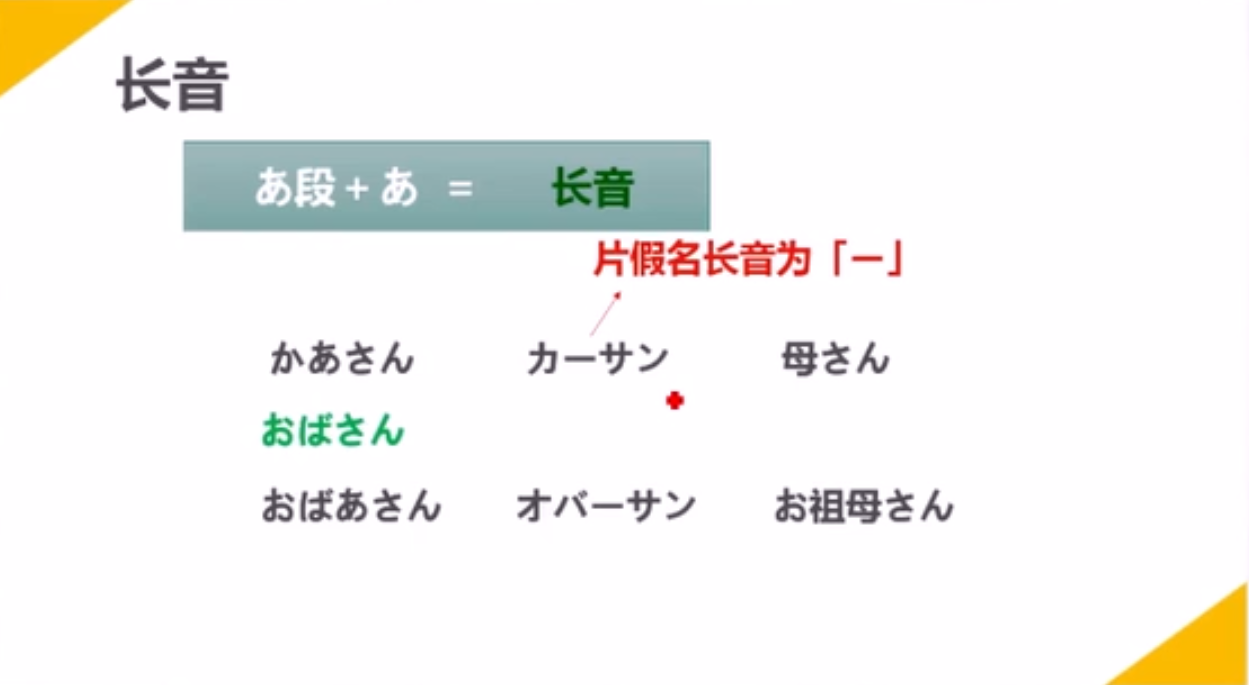 长音
あ段+あ = 长音
片假名长音为「ー」
かあさん カーサン 母さん
おばさん
おばあさん オバーサン お祖母さん